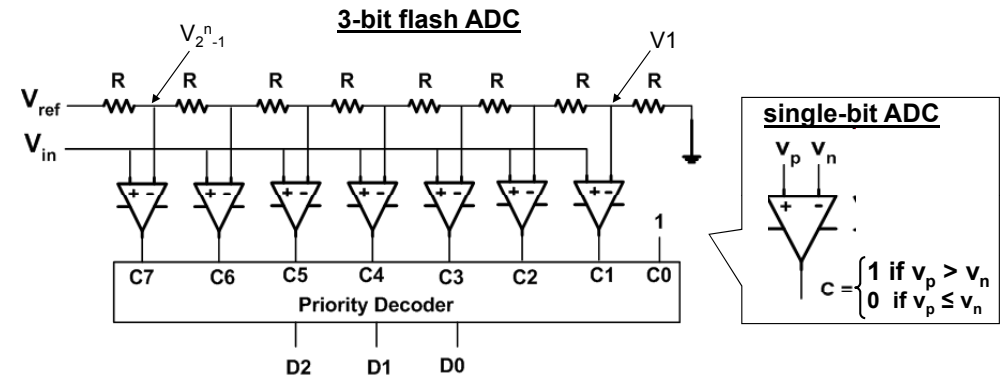 3-bit flash ADC
V2ⁿ-1
V1
R R R R R R R R
Vref
Vin
single-bit ADC
vp vn
+ - + - + - + - + - + - + -
+ -
1
C7 C6 C5 C4 C3 C2 C1 C0
Priority Decoder
D2 D1 D0
C = { 1 if vp > vn
0 if vp ≤ vn